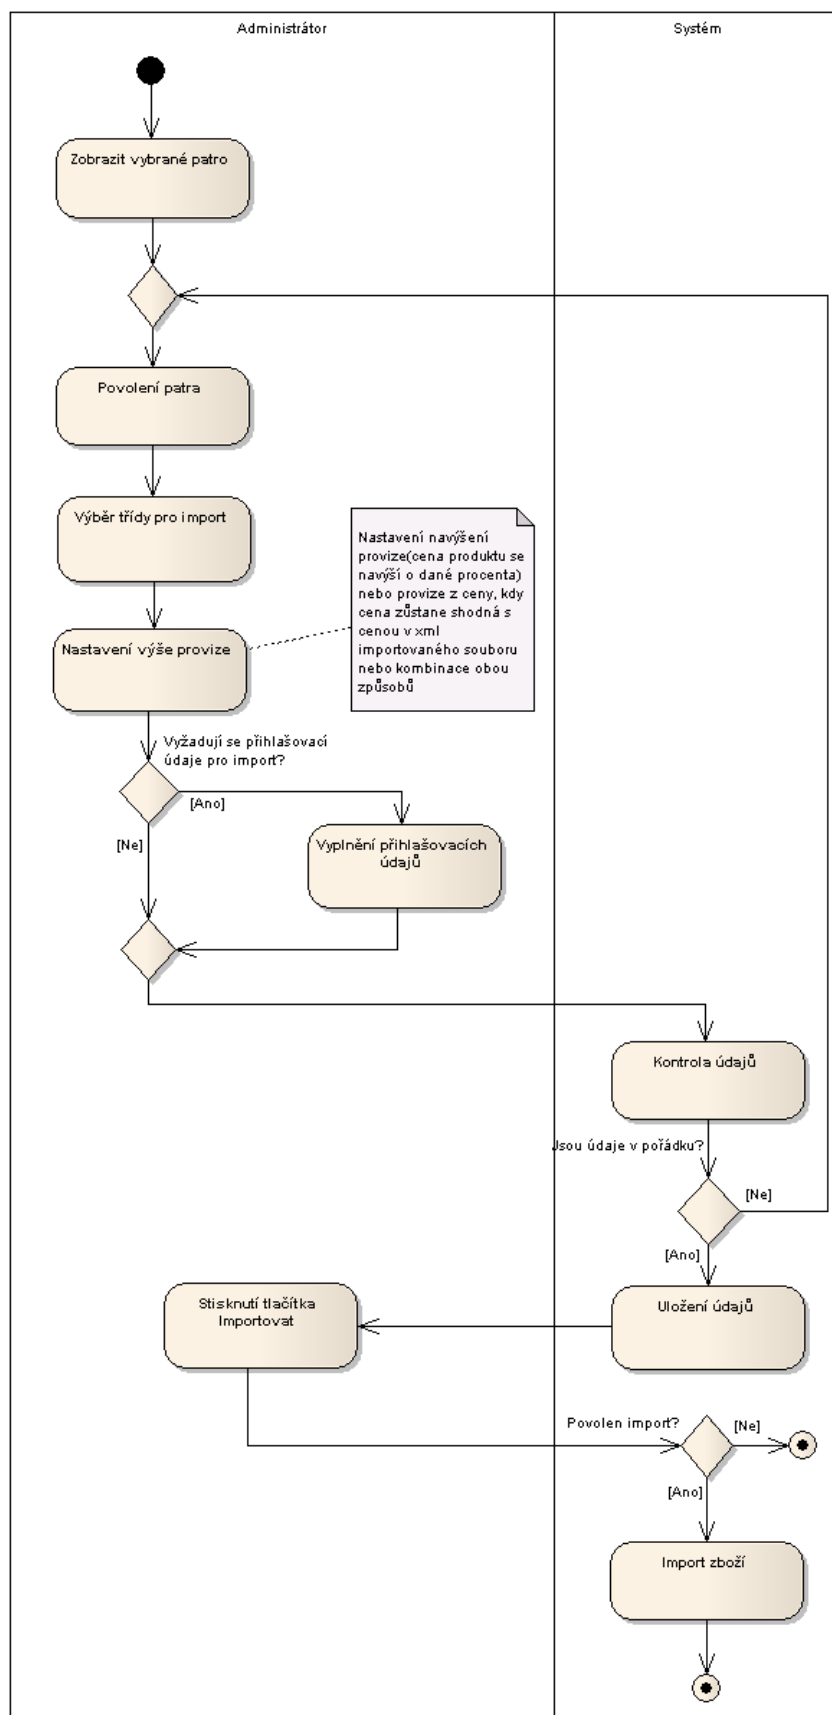 Administrátor
Systém
Zobrazit vybrané patro
Povolení patra
Výběr třídy pro import
Nastavení navýšení
provize(cena produktu se
navýší o dané procenta)
nebo provize z ceny, kdy
cena zůstane shodná s
cenou v xml
importovaného souboru
nebo kombinace obou
způsobů
Nastavení výše provize
Vyžadují se přihlašovací
údaje pro import?
[Ano]
[Ne]
Vyplnění přihlašovacích
údajů
Kontrola údajů
Jsou údaje v pořádku?
[Ne]
[Ano]
Uložení údajů
Stisknutí tlačítka
Importovat
Povolen import?
[Ne]
[Ano]
Import zboží